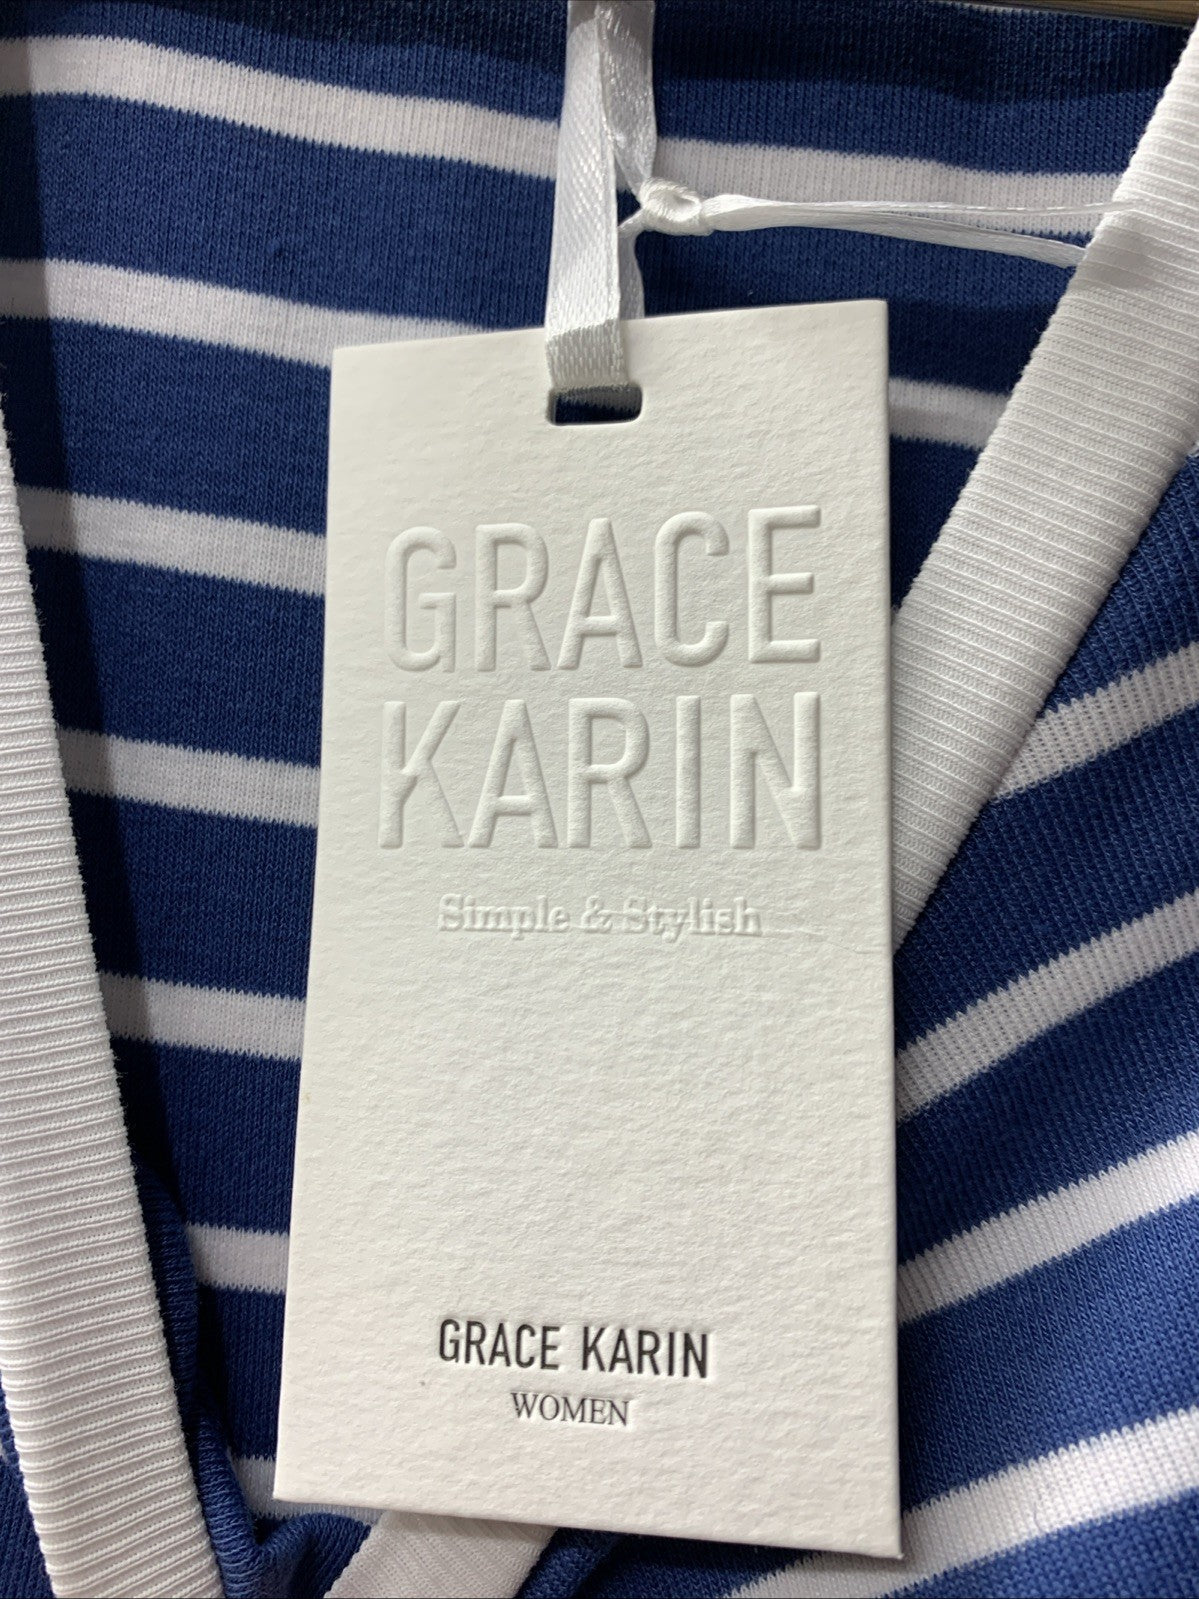 GRACE
KARIN
Simple & Stylish
GRACE KARIN
WOMEN